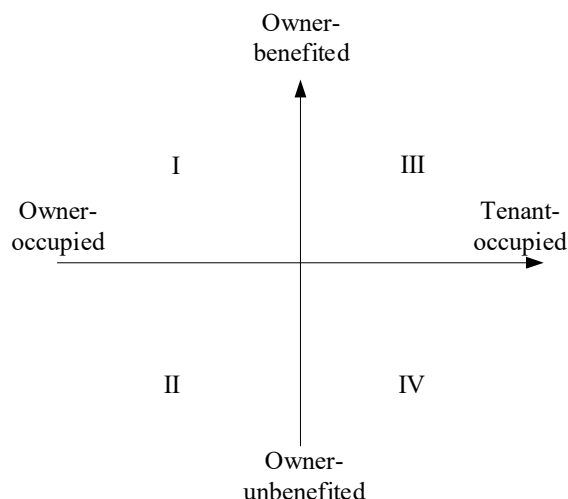 Owner-
benefited
I
III
Owner-
occupied
Tenant-
occupied
II
IV
Owner-
unbenefited